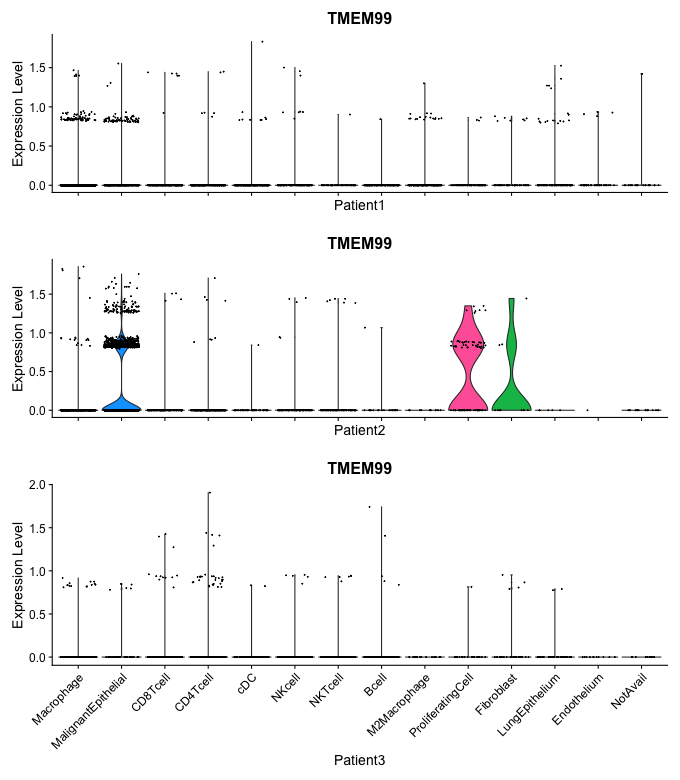 TMEM99
Expression Level
1.5
1.0
0.5
0.0
Patient1
TMEM99
Expression Level
1.5
1.0
0.5
0.0
Patient2
TMEM99
Expression Level
2.0
1.5
1.0
0.5
0.0
Macrophage
MalignantEpithelial
CD8Tcell
CD4Tcell
cDC
NKcell
NKTcell
Bcell
M2Macrophage
ProliferatingCell
Fibroblast
LungEpithelium
Endothelium
NotAvail
Patient3